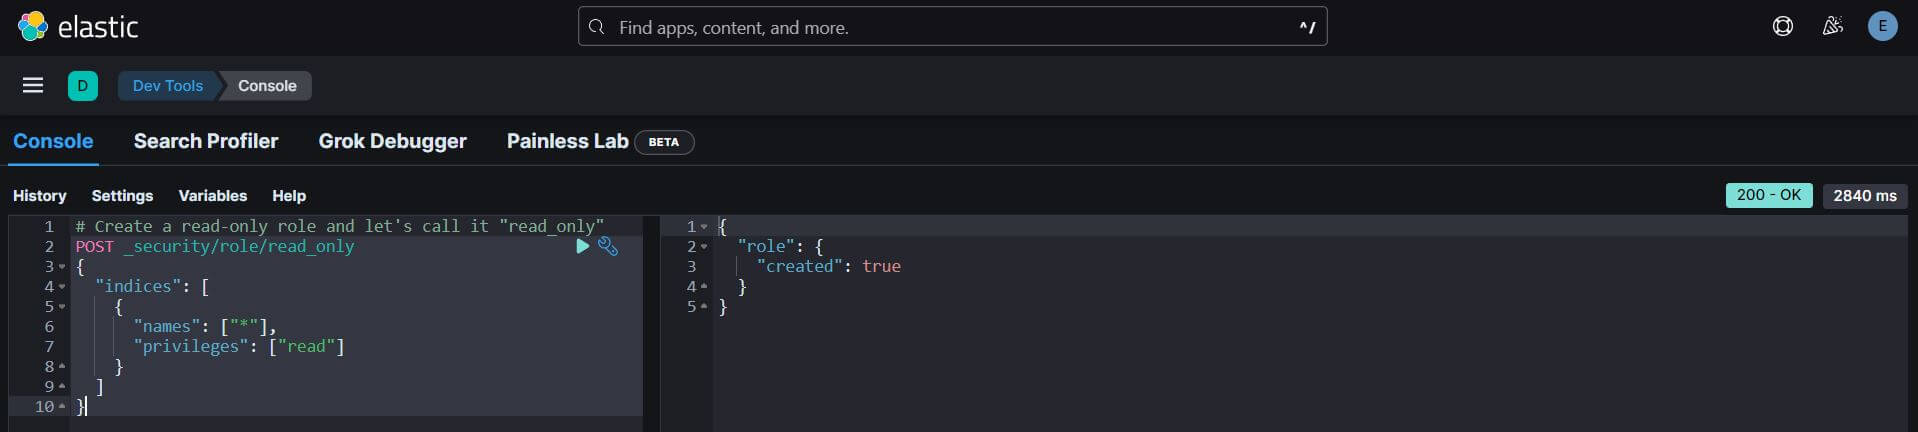 elastic
Find apps, content, and more.
^/
E
D
Dev Tools
Console
Console
Search Profiler
Grok Debugger
Painless Lab
BETA
History
Settings
Variables
Help
200 - OK
2840 ms
1 # Create a read-only role and let's call it "read_only"
2 POST _security/role/read_only
3 {
4 "indices": [
5 {
6 "names": ["*"],
7 "privileges": ["read"]
8 }
9 ]
10 }
1 {
2 "role": {
3 "created": true
4 }
5 }